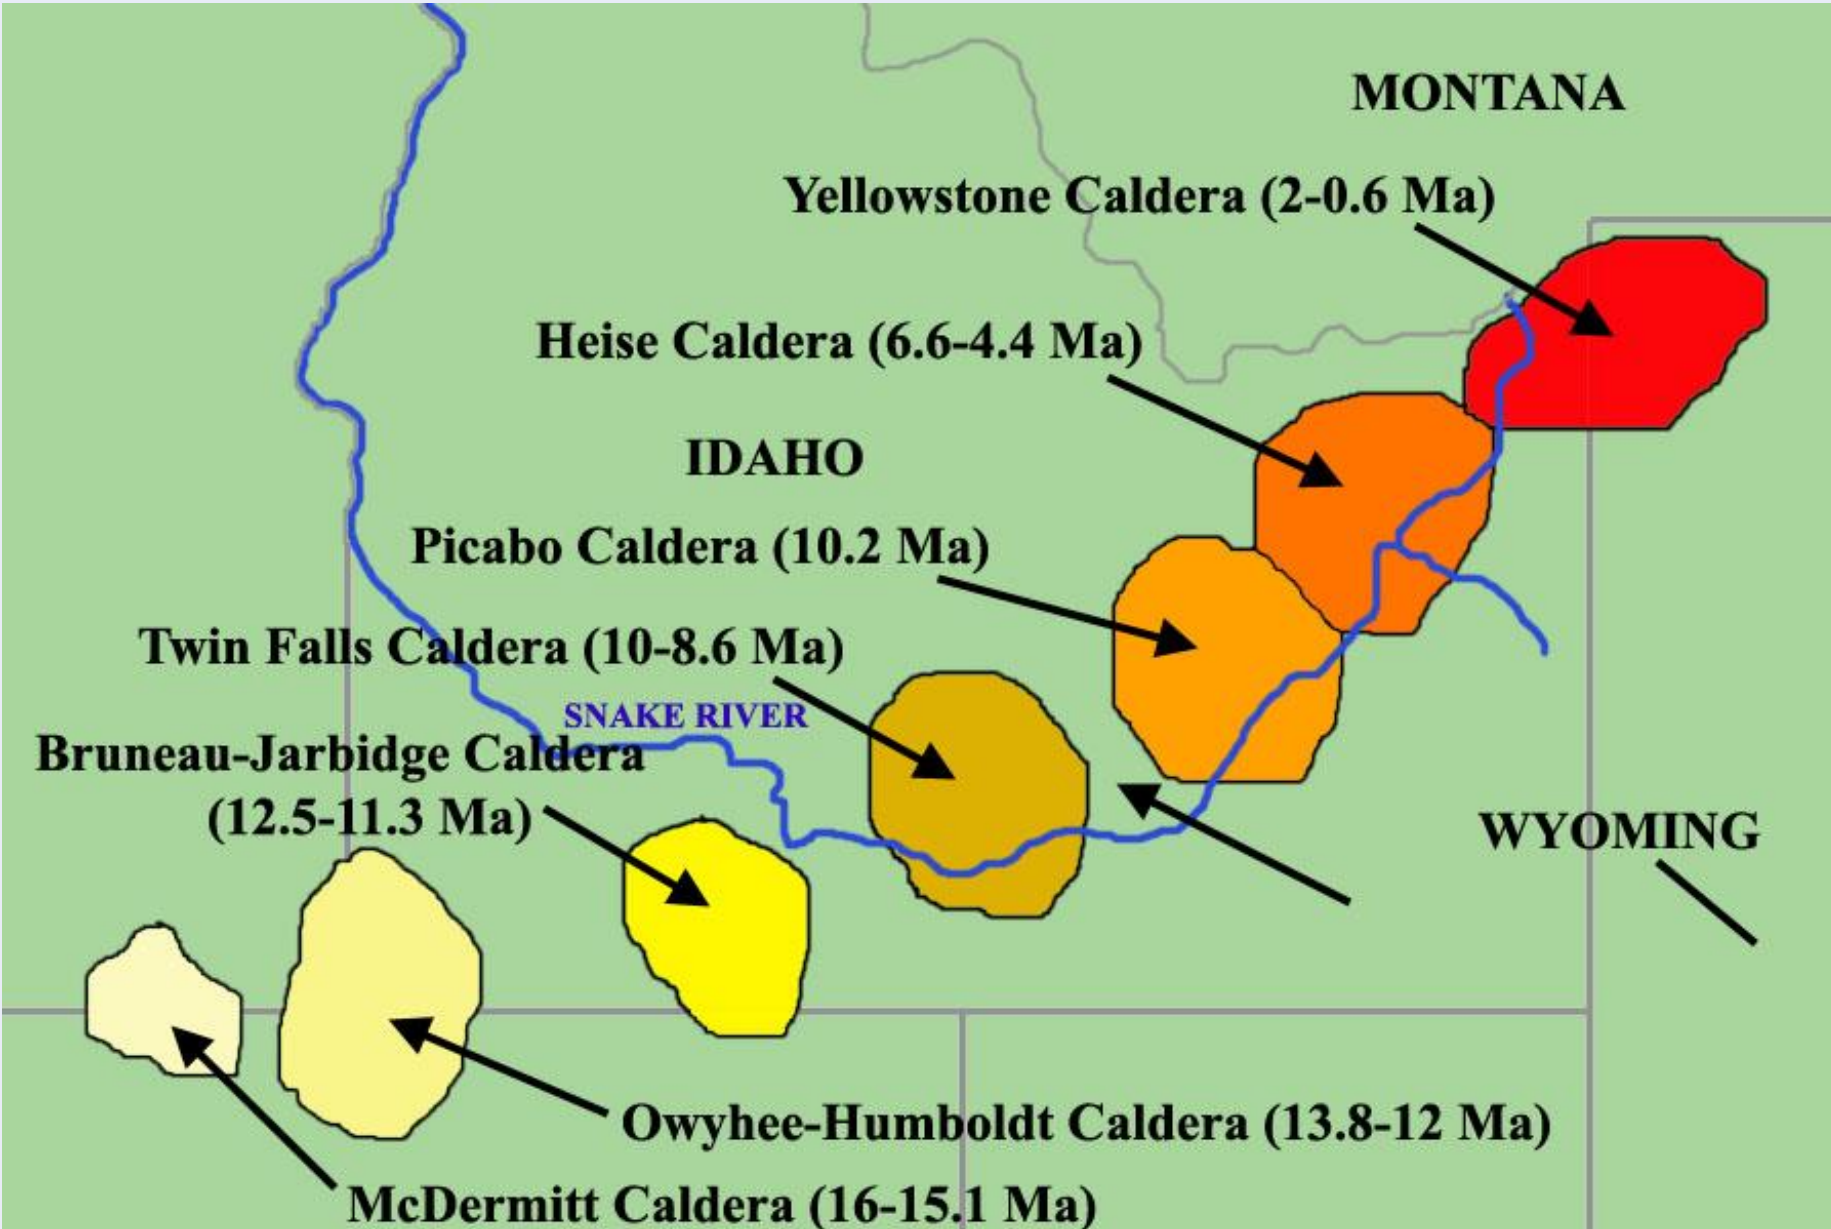 MONTANA
Yellowstone Caldera (2-0.6 Ma)
Heise Caldera (6.6-4.4 Ma)
IDAHO
Picabo Caldera (10.2 Ma)
Twin Falls Caldera (10-8.6 Ma)
SNAKE RIVER
Bruneau-Jarbidge Caldera
(12.5-11.3 Ma)
WYOMING
Owyhee-Humboldt Caldera (13.8-12 Ma)
McDermitt Caldera (16-15.1 Ma)